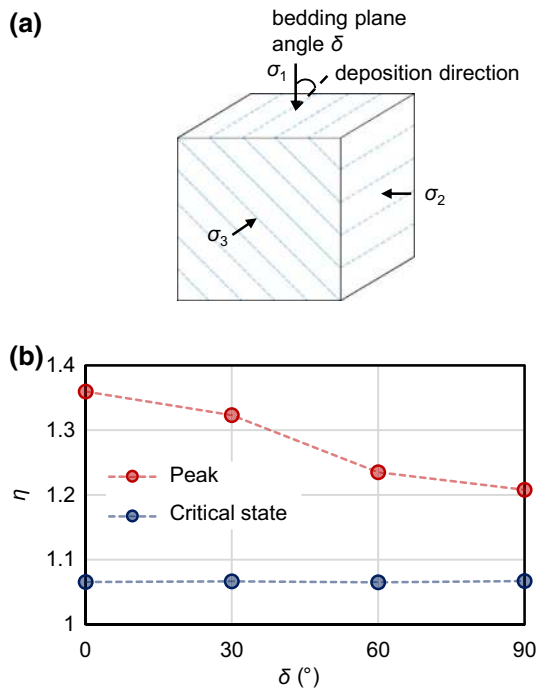 (a)
bedding plane
angle δ
σ1
deposition direction
σ2
σ3
(b)
1.4
1.3
1.2
1.1
1
η
Peak
Critical state
0
30
60
90
δ (°)